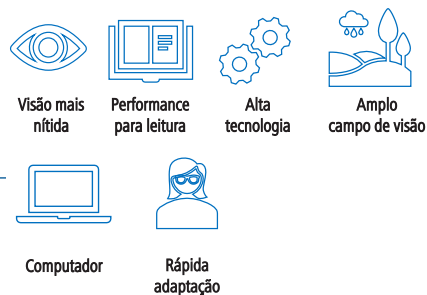 Visão mais
nítida
Performance
para leitura
Alta
tecnologia
Amplo
campo de visão
Computador
Rápida
adaptação